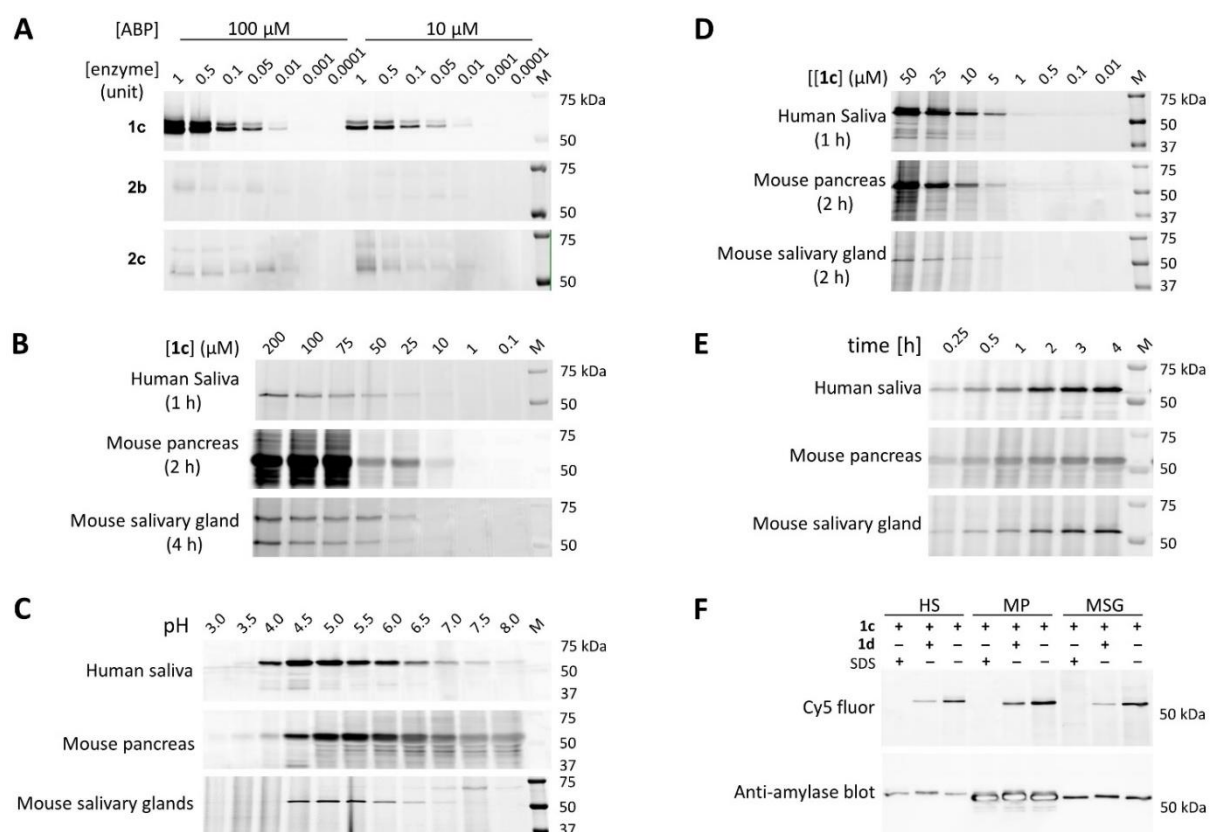 A
[ABP] 100 μM 10 μM
[enzyme] (unit) 1 0.5 0.1 0.05 0.01 0.001 0.0001 1 0.5 0.1 0.05 0.01 0.001 0.0001 M
1c 75 kDa
50
2b 75
50
2c 75
50
B
[1c] (μM) 200 100 75 50 25 10 1 0.1 M
Human Saliva (1 h) 75 kDa
50
Mouse pancreas (2 h) 75
50
Mouse salivary gland (4 h) 75
50
C
pH 3.0 3.5 4.0 4.5 5.0 5.5 6.0 6.5 7.0 7.5 8.0 M
Human saliva 75 kDa
50
37
Mouse pancreas 75
50
37
Mouse salivary glands 75
50
37
D
[[1c] (μM) 50 25 10 5 1 0.5 0.1 0.01 M
Human Saliva (1 h) 75 kDa
50
37
Mouse pancreas (2 h) 75
50
37
Mouse salivary gland (2 h) 75
50
37
E
time [h] 0.25 0.5 1 2 3 4 M
Human saliva 75 kDa
50
Mouse pancreas 75
50
Mouse salivary gland 75
50
F
HS MP MSG
1c + + + + + + + + +
1d - + - - + - - + -
SDS + - - + - - + - -
Cy5 fluor 50 kDa
Anti-amylase blot 50 kDa